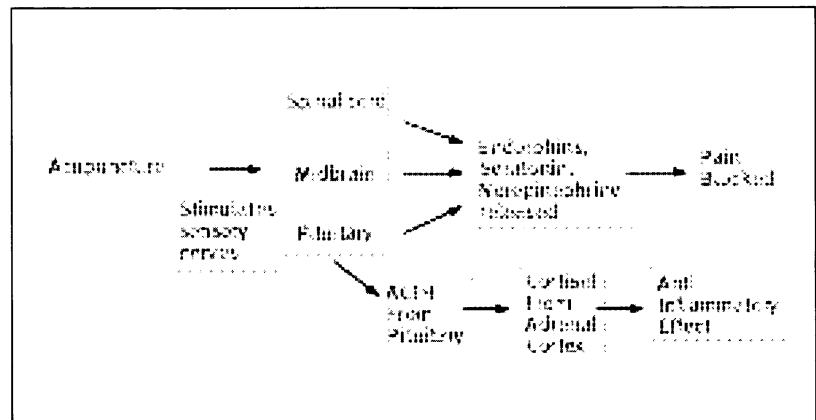 Spinal cord
Acupuncture
Midbrain
Endorphins,
Serotonin,
Norepinephrine
released
Pain
Blocked
Stimulates
sensory
nerves
Pituitary
ACTH
From
Pituitary
Cortisol
From
Adrenal
Cortex
Anti
Inflammatory
Effect